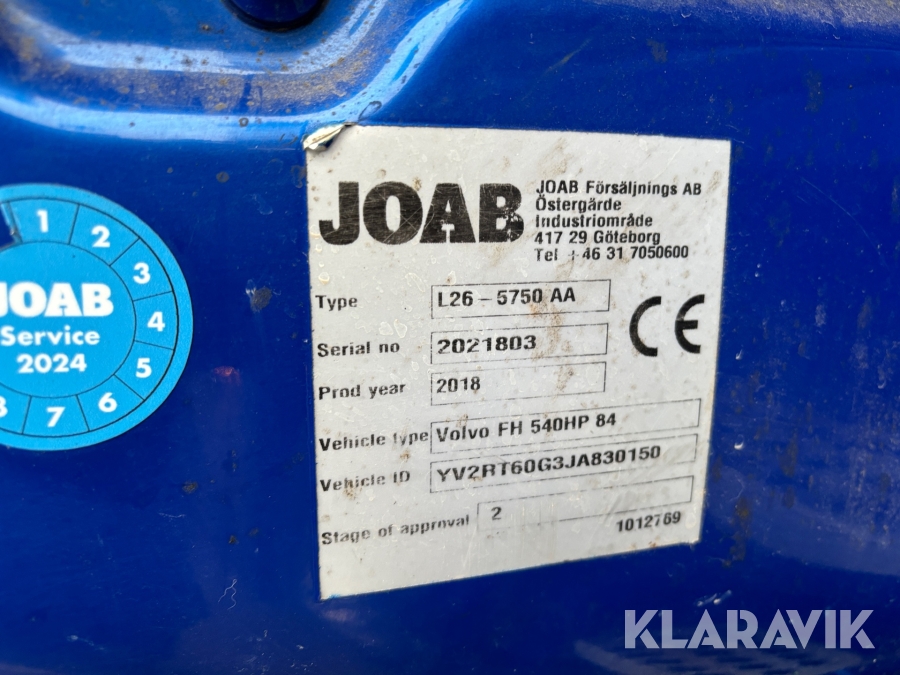 JOAB
JOAB Försäljnings AB
Östergärde
Industriområde
417 29 Göteborg
Tel +46 31 7050600
Type L26 - 5750 AA
Serial no 2021803
Prod year 2018
Vehicle type Volvo FH 540HP 84
Vehicle ID YV2RT60G3JA830150
Stage of approval 2
1012769
CE
1 2 3 4 5 6 7 8
JOAB
Service
2024
KLARAVIK